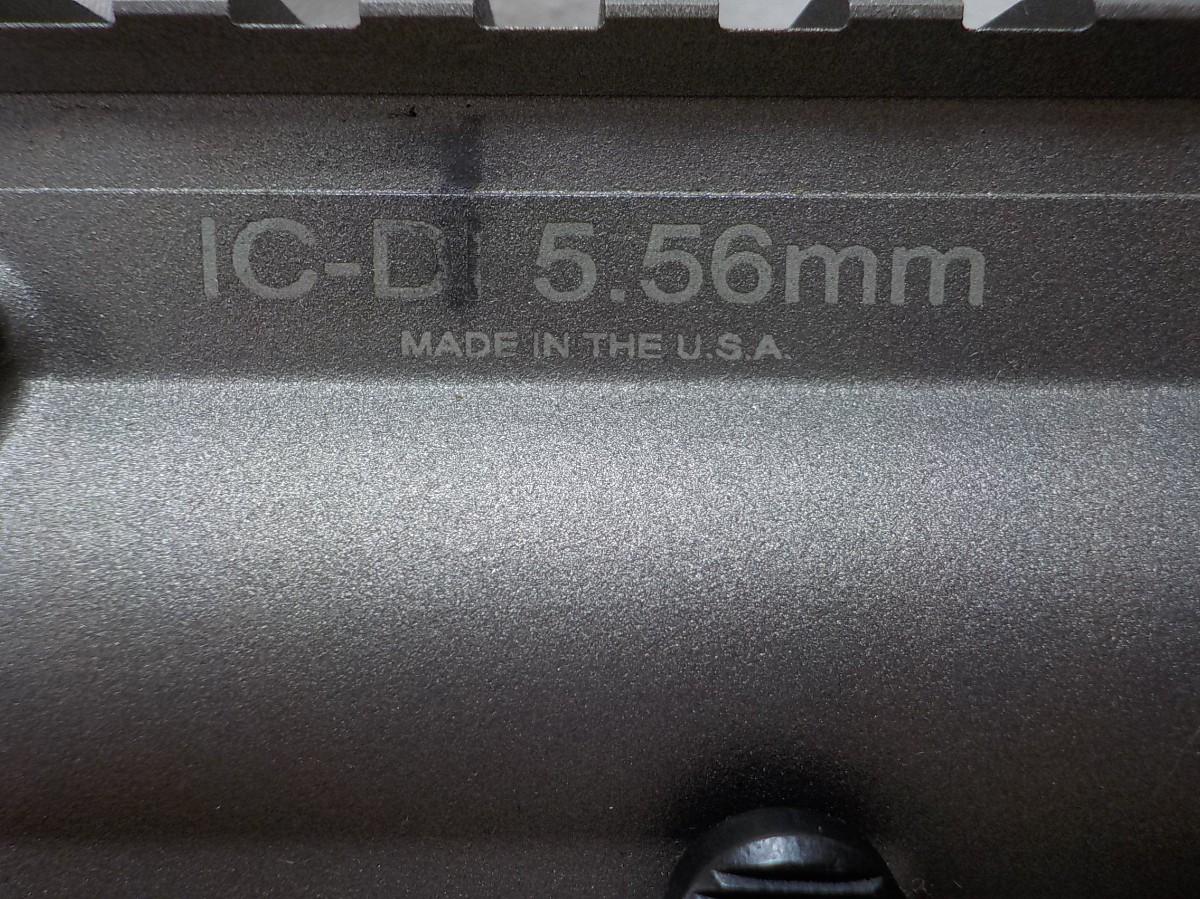 IC-DI 5.56mm
MADE IN THE U.S.A.